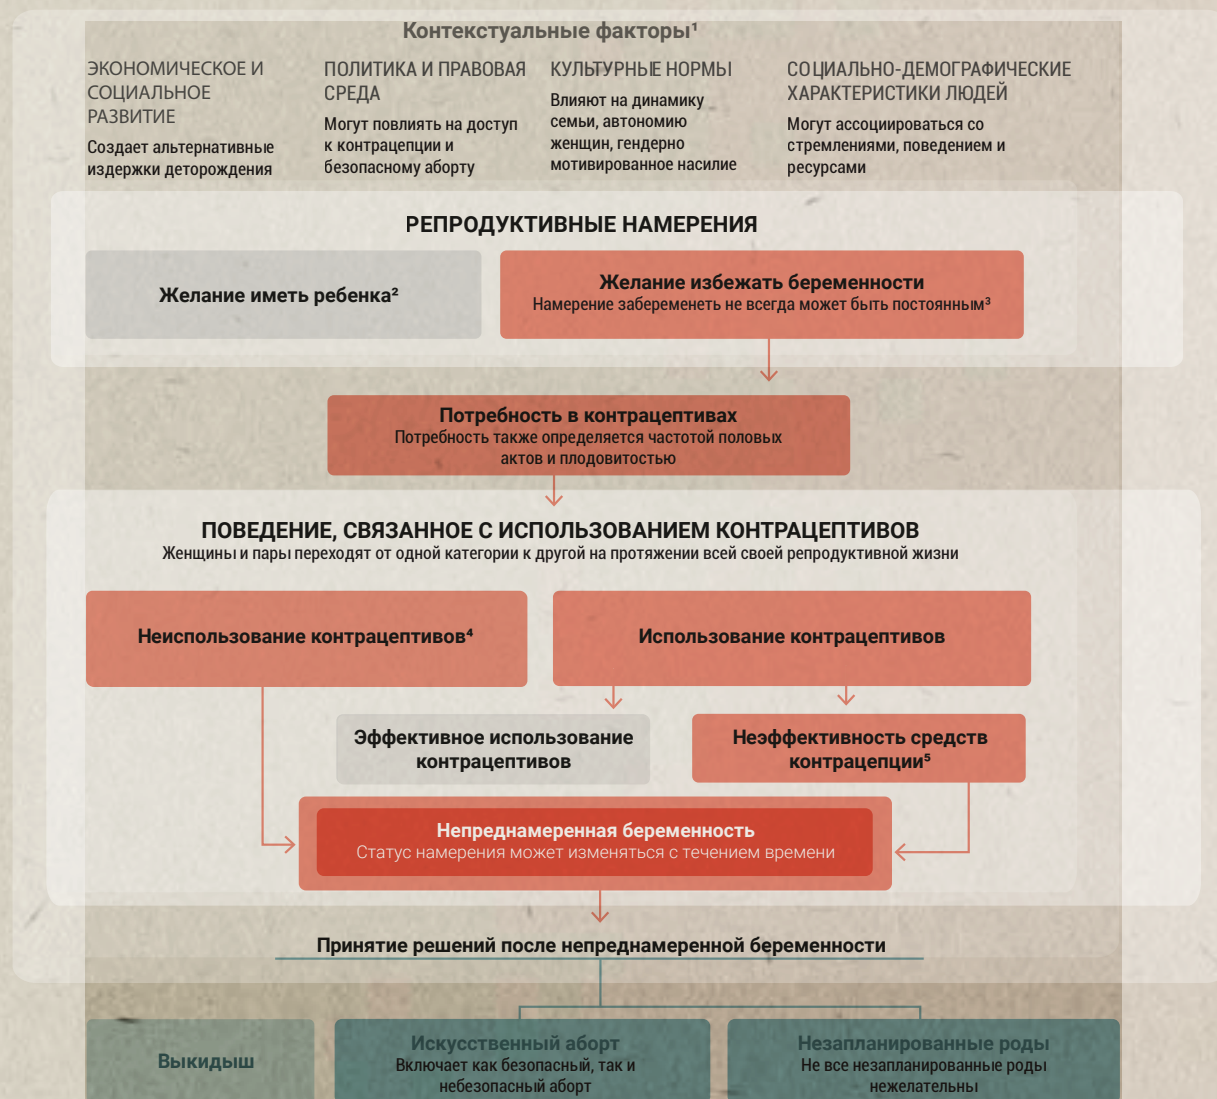 Контекстуальные факторы¹
ЭКОНОМИЧЕСКОЕ И
СОЦИАЛЬНОЕ
РАЗВИТИЕ
Создает альтернативные
издержки деторождения
ПОЛИТИКА И ПРАВОВАЯ
СРЕДА
Могут повлиять на доступ
к контрацепции и
безопасному аборту
КУЛЬТУРНЫЕ НОРМЫ
Влияют на динамику
семьи, автономию
женщин, гендерно
мотивированное насилие
СОЦИАЛЬНО-ДЕМОГРАФИЧЕСКИЕ
ХАРАКТЕРИСТИКИ ЛЮДЕЙ
Могут ассоциироваться со
стремлениями, поведением и
ресурсами
РЕПРОДУКТИВНЫЕ НАМЕРЕНИЯ
Желание иметь ребенка²
Желание избежать беременности
Намерение забеременеть не всегда может быть постоянным³
Потребность в контрацептивах
Потребность также определяется частотой половых
актов и плодовитостью
ПОВЕДЕНИЕ, СВЯЗАННОЕ С ИСПОЛЬЗОВАНИЕМ КОНТРАЦЕПТИВОВ
Женщины и пары переходят от одной категории к другой на протяжении всей своей репродуктивной жизни
Неиспользование контрацептивов⁴
Использование контрацептивов
Эффективное использование
контрацептивов
Неэффективность средств
контрацепции⁵
Непреднамеренная беременность
Статус намерения может изменяться с течением времени
Принятие решений после непреднамеренной беременности
Выкидыш
Искусственный аборт
Включает как безопасный, так и
небезопасный аборт
Незапланированные роды
Не все незапланированные роды
нежелательны